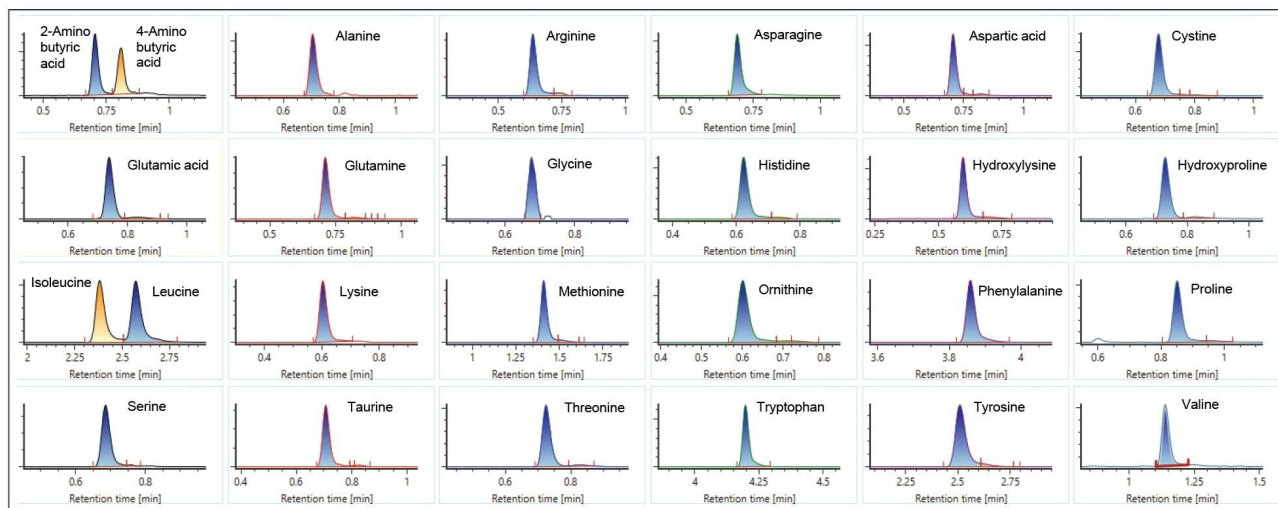 2-Amino
butyric
acid
4-Amino
butyric
acid
0.5 1
Retention time [min]
Alanine
0.5 0.75 1
Retention time [min]
Arginine
0.5 0.75 1
Retention time [min]
Asparagine
0.5 0.75 1
Retention time [min]
Aspartic acid
0.5 0.75 1
Retention time [min]
Cystine
0.6 0.8 1
Retention time [min]
Glutamic acid
0.6 0.8 1
Retention time [min]
Glutamine
0.5 0.75 1
Retention time [min]
Glycine
0.6 0.8
Retention time [min]
Histidine
0.4 0.6 0.8
Retention time [min]
Hydroxylysine
0.25 0.5 0.75
Retention time [min]
Hydroxyproline
0.6 0.8 1
Retention time [min]
Isoleucine
Leucine
2 2.25 2.5 2.75
Retention time [min]
Lysine
0.4 0.6 0.8
Retention time [min]
Methionine
1 1.25 1.5 1.75
Retention time [min]
Ornithine
0.4 0.5 0.6 0.7 0.8
Retention time [min]
Phenylalanine
3.6 3.8 4
Retention time [min]
Proline
0.6 0.8 1
Retention time [min]
Serine
0.6 0.8
Retention time [min]
Taurine
0.4 0.6 0.8 1
Retention time [min]
Threonine
0.6 0.8
Retention time [min]
Tryptophan
4 4.25 4.5
Retention time [min]
Tyrosine
2.25 2.5 2.75
Retention time [min]
Valine
1 1.25 1.5
Retention time [min]